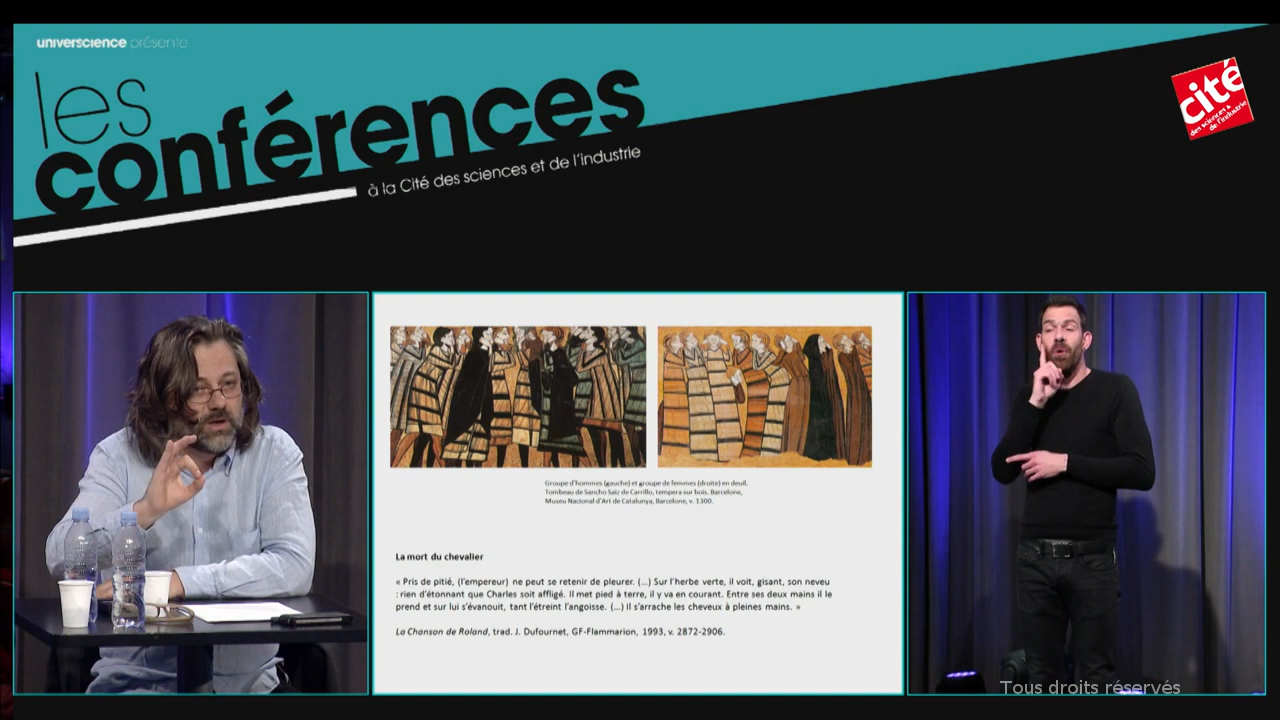 universcience présente
les
conférences
à la Cité des sciences et de l'industrie
cité
des sciences &
de l'industrie
Groupe d'hommes (gauche) et groupe de femmes (droite) en deuil.
Tombeau de Sancho Saiz de Carrillo, tempera sur bois. Barcelone,
Museu Nacional d'Art de Catalunya, Barcelone, v. 1300.
La mort du chevalier
« Pris de pitié, (l'empereur) ne peut se retenir de pleurer. (...) Sur l'herbe verte, il voit, gisant, son neveu
: rien d'étonnant que Charles soit affligé. Il met pied à terre, il y va en courant. Entre ses deux mains il le
prend et sur lui s'évanouit, tant l'étreint l'angoisse. (...) Il s'arrache les cheveux à pleines mains. »
La Chanson de Roland, trad. J. Dufournet, GF-Flammarion, 1993, v. 2872-2906.
Tous droits réservés